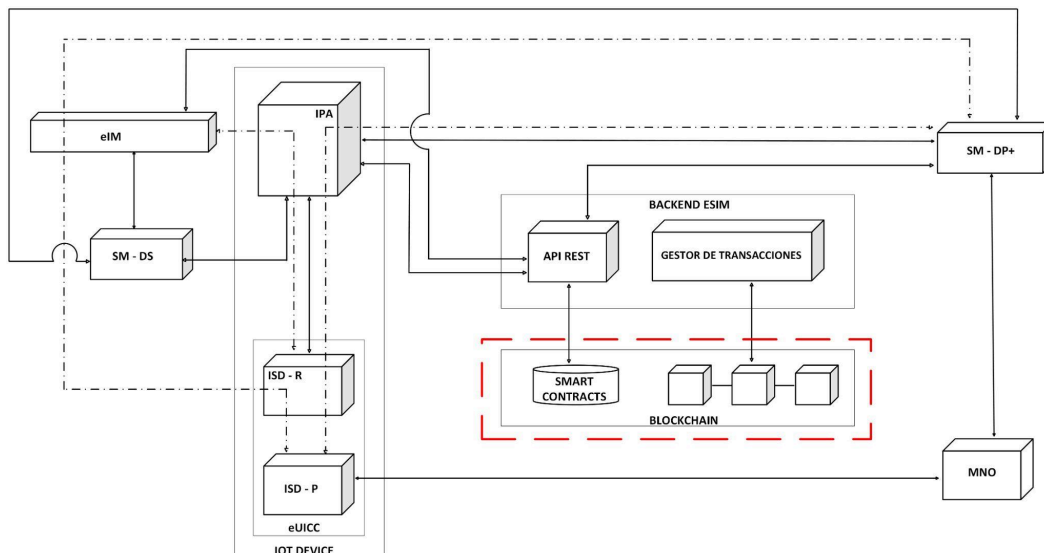 IPA
eIM
SM - DP+
BACKEND ESIM
SM - DS
API REST
GESTOR DE TRANSACCIONES
ISD - R
SMART
CONTRACTS
BLOCKCHAIN
ISD - P
MNO
eUICC
IOT DEVICE